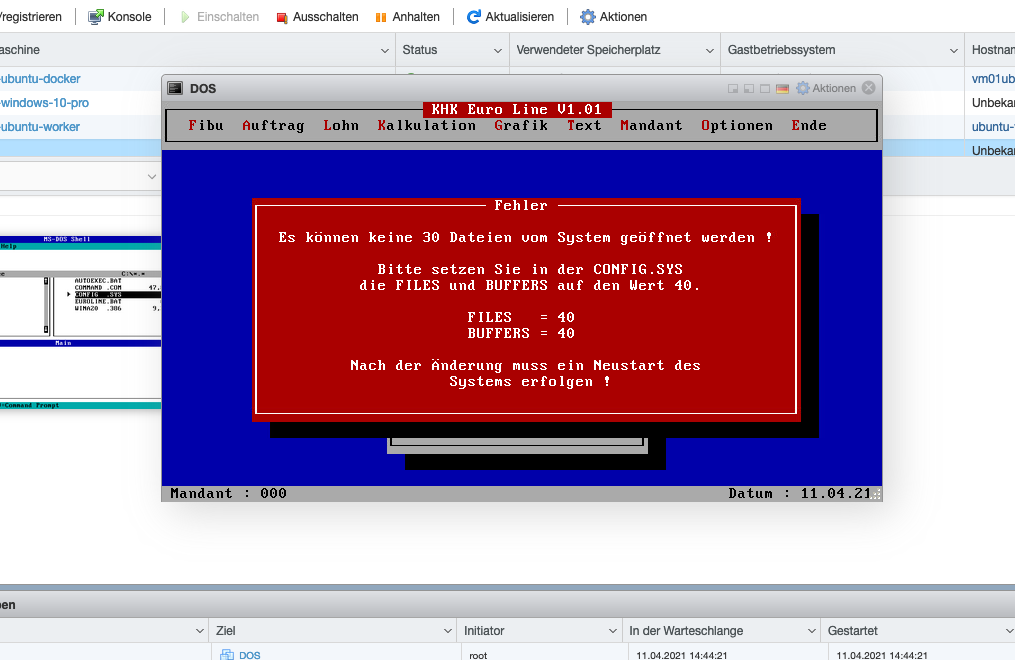 registrieren Konsole Einschalten Ausschalten Anhalten Aktualisieren Aktionen
aschine Status Verwendeter Speicherplatz Gastbetriebssystem Hostnam
-ubuntu-docker vm01ub
-windows-10-pro Unbekar
-ubuntu-worker ubuntu-
Unbekar
DOS Aktionen
KHK Euro Line V1.01
Fibu Auftrag Lohn Kalkulation Grafik Text Mandant Optionen Ende
Fehler
Es können keine 30 Dateien vom System geöffnet werden !
Bitte setzen Sie in der CONFIG.SYS
die FILES und BUFFERS auf den Wert 40.
FILES = 40
BUFFERS = 40
Nach der Änderung muss ein Neustart des
Systems erfolgen !
Mandant : 000 Datum : 11.04.21
MS-DOS Shell
Help
C:\*.*
AUTOEXEC.BAT
COMMAND .COM 47.
CONFIG .SYS
EUROLINE.BAT
WINA20 .386 9.
Main
=Command Prompt
ben
Ziel Initiator In der Warteschlange Gestartet
DOS root 11.04.2021 14:44:21 11.04.2021 14:44:21